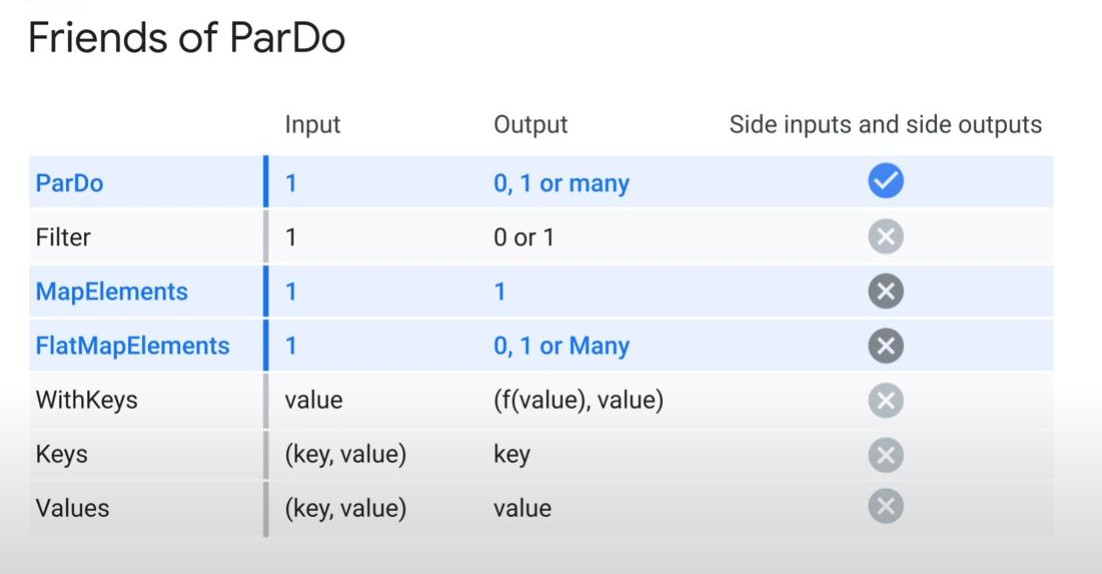 Friends of ParDo
Input Output Side inputs and side outputs
ParDo 1 0, 1 or many
Filter 1 0 or 1
MapElements 1 1
FlatMapElements 1 0, 1 or Many
WithKeys value (f(value), value)
Keys (key, value) key
Values (key, value) value